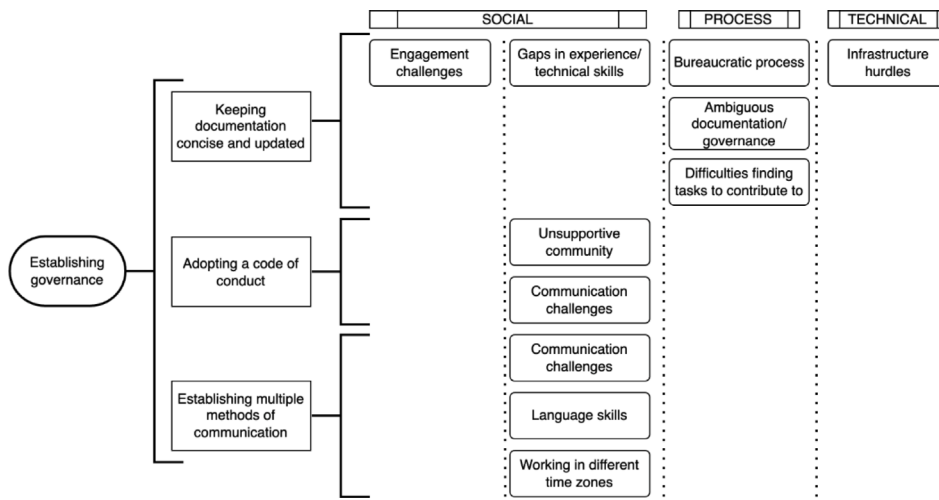 SOCIAL
PROCESS
TECHNICAL
Engagement
challenges
Gaps in experience/
technical skills
Bureaucratic process
Infrastructure
hurdles
Keeping
documentation
concise and updated
Ambiguous
documentation/
governance
Difficulties finding
tasks to contribute to
Establishing
governance
Adopting a code of
conduct
Unsupportive
community
Communication
challenges
Establishing multiple
methods of
communication
Communication
challenges
Language skills
Working in different
time zones